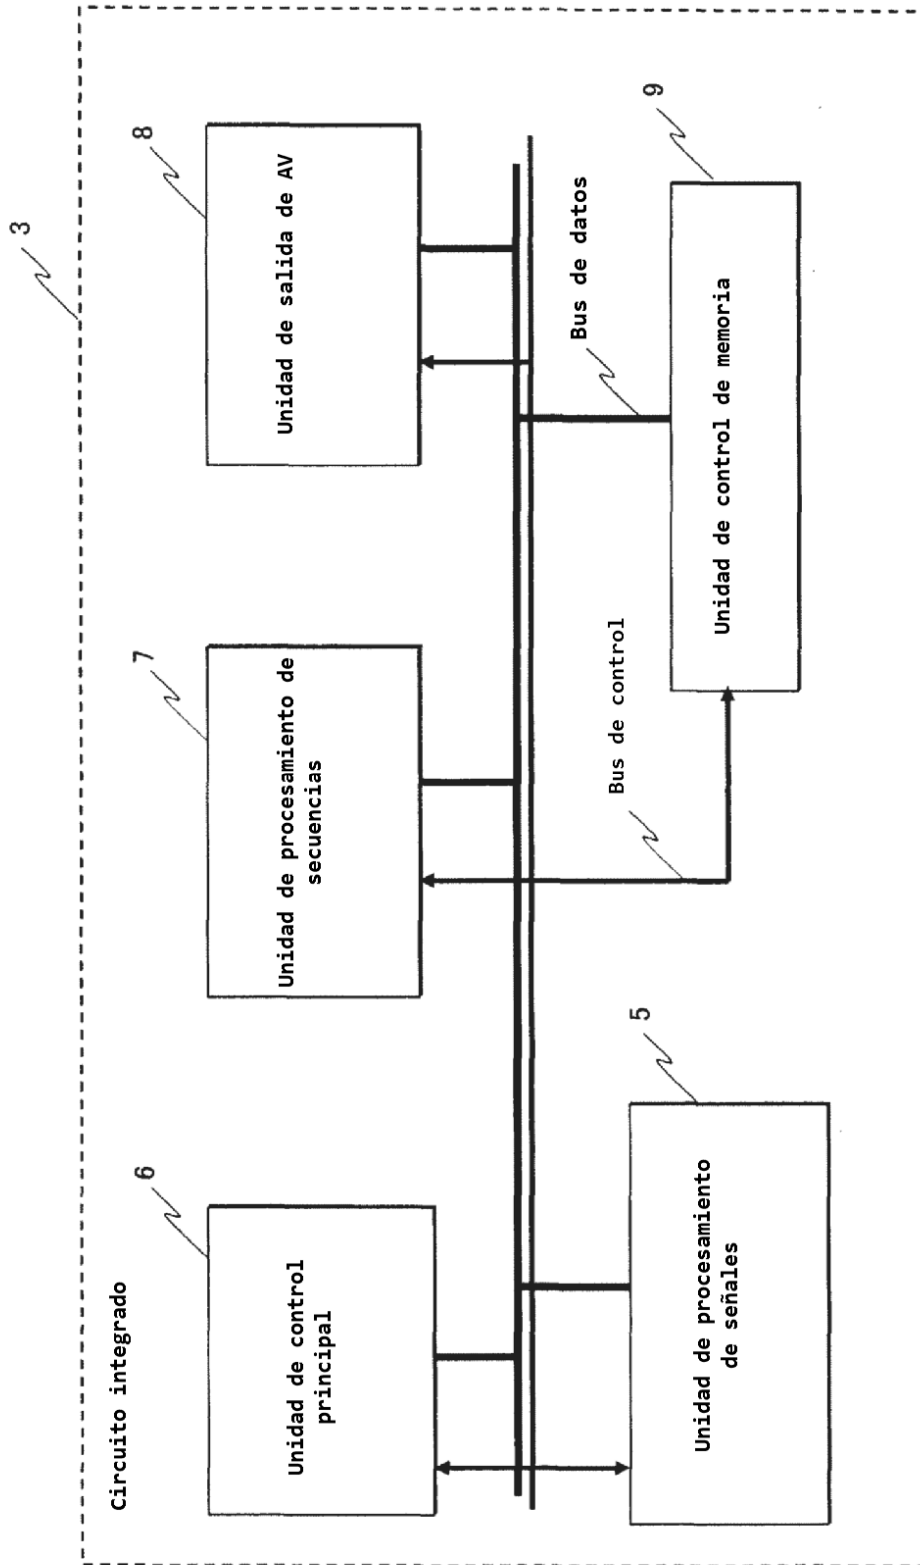 3
Circuito integrado
6
Unidad de control
principal
7
Unidad de procesamiento de
secuencias
8
Unidad de salida de AV
Bus de control
Bus de datos
5
Unidad de procesamiento
de señales
9
Unidad de control de memoria